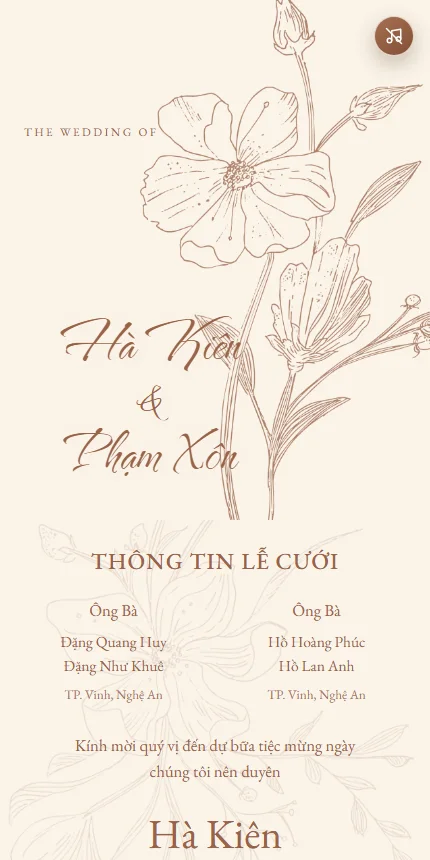 THE WEDDING OF
Hà Kiên
&
Phạm Xôn
THÔNG TIN LỄ CƯỚI
Ông Bà
Đặng Quang Huy
Đặng Như Khuê
TP. Vinh, Nghệ An
Ông Bà
Hồ Hoàng Phúc
Hồ Lan Anh
TP. Vinh, Nghệ An
Kính mời quý vị đến dự bữa tiệc mừng ngày
chúng tôi nên duyên
Hà Kiên